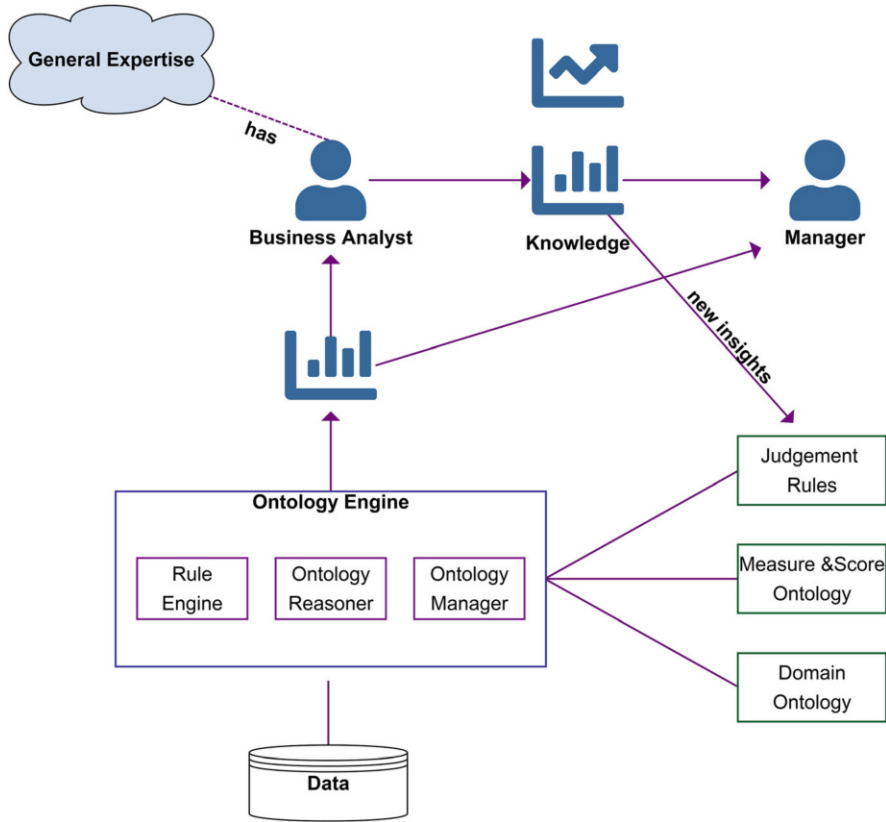 General Expertise
has
Business Analyst
Knowledge
Manager
new insights
Judgement
Rules
Ontology Engine
Rule
Engine
Ontology
Reasoner
Ontology
Manager
Measure &Score
Ontology
Domain
Ontology
Data